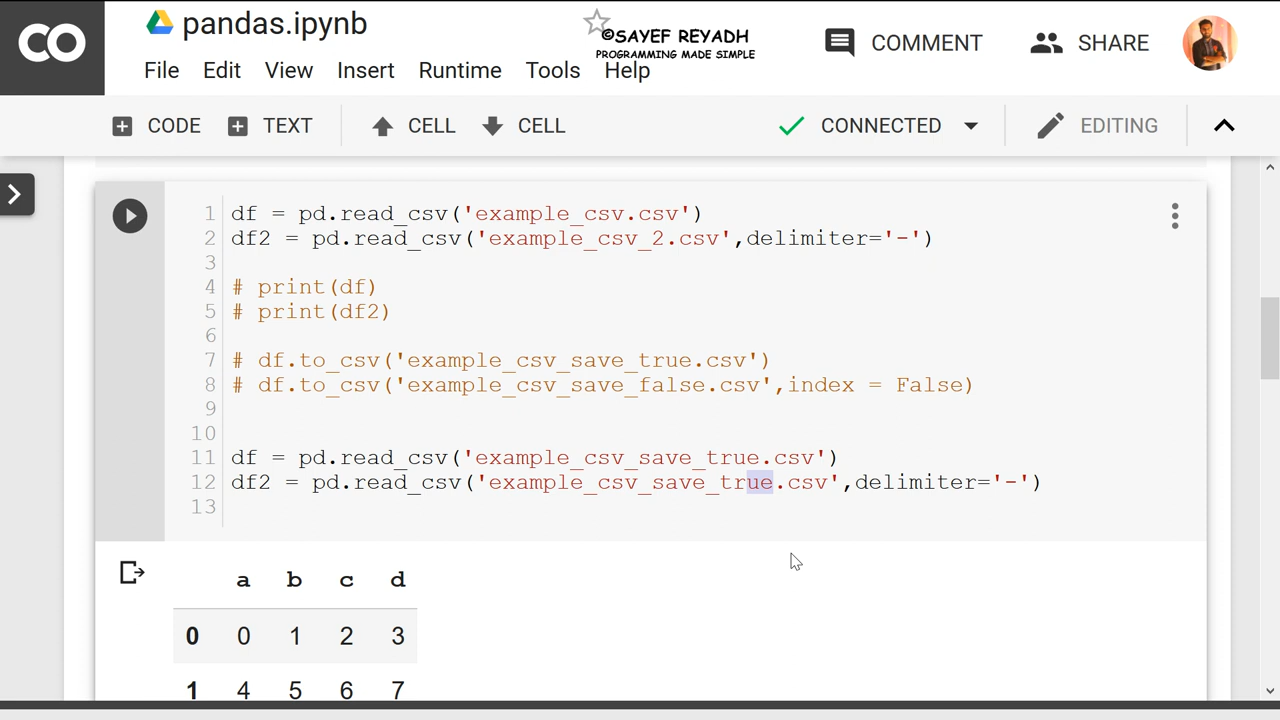 CO
pandas.ipynb
©SAYEF REYADH
PROGRAMMING MADE SIMPLE
COMMENT
SHARE
File Edit View Insert Runtime Tools Help
CODE TEXT CELL CELL CONNECTED EDITING
1 df = pd.read_csv('example_csv.csv')
2 df2 = pd.read_csv('example_csv_2.csv',delimiter='-')
3
4 # print(df)
5 # print(df2)
6
7 # df.to_csv('example_csv_save_true.csv')
8 # df.to_csv('example_csv_save_false.csv',index = False)
9
10
11 df = pd.read_csv('example_csv_save_true.csv')
12 df2 = pd.read_csv('example_csv_save_true.csv',delimiter='-')
13
a b c d
0 0 1 2 3
1 4 5 6 7